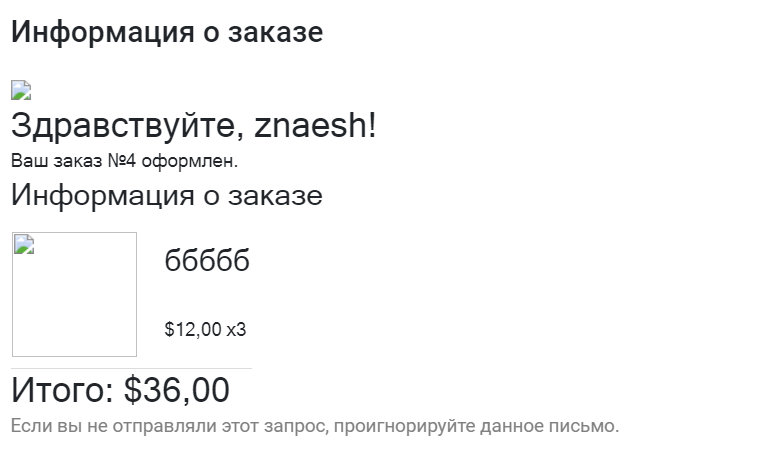 Информация о заказе
Здравствуйте, znaesh!
Ваш заказ №4 оформлен.
Информация о заказе
ббббб
$12,00 x3
Итого: $36,00
Если вы не отправляли этот запрос, проигнорируйте данное письмо.